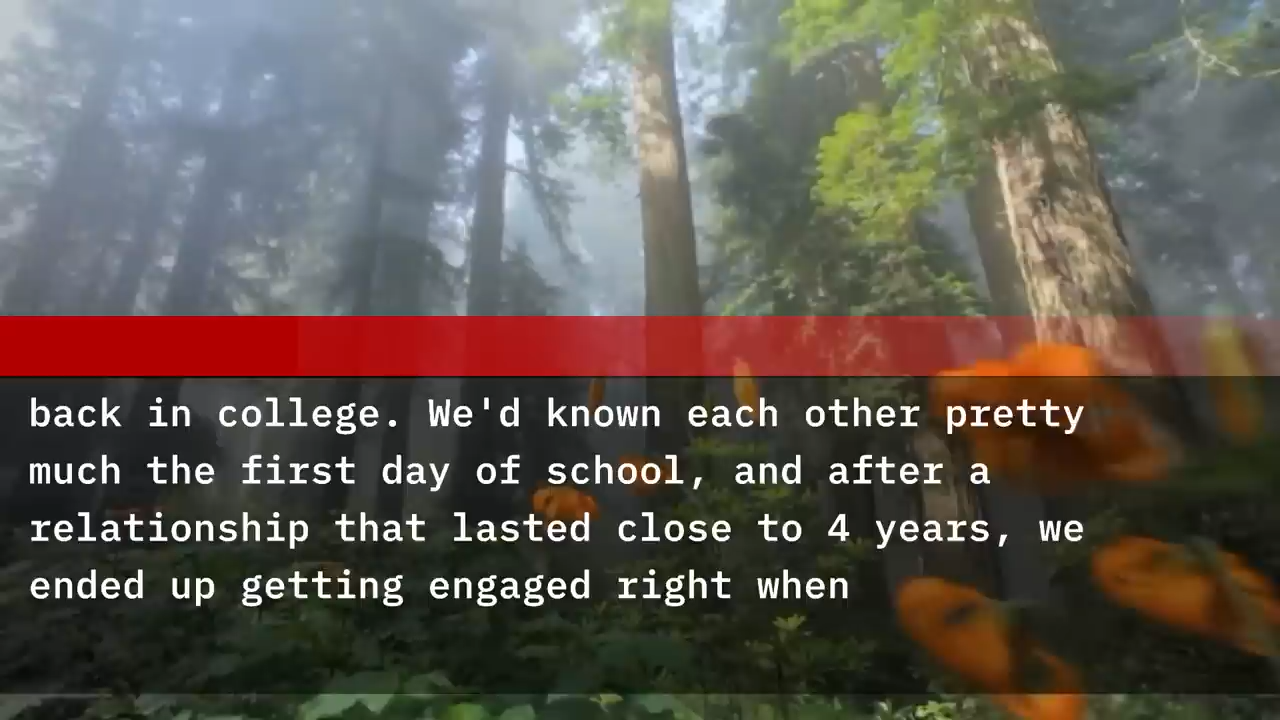 back in college. We'd known each other pretty
much the first day of school, and after a
relationship that lasted close to 4 years, we
ended up getting engaged right when